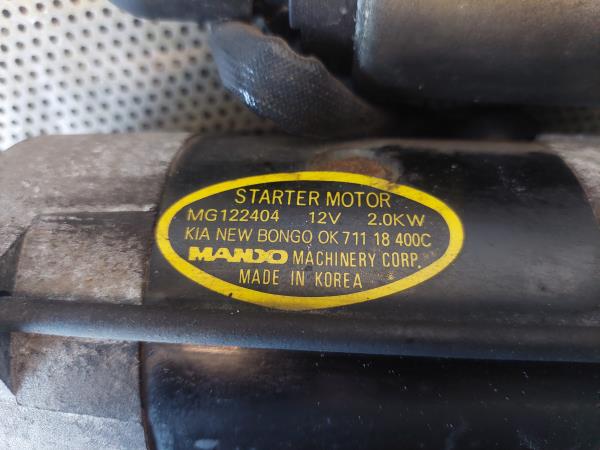 STARTER MOTOR
MG122404 12V 2.0KW
KIA NEW BONGO OK 711 18 400C
MANDO MACHINERY CORP.
MADE IN KOREA